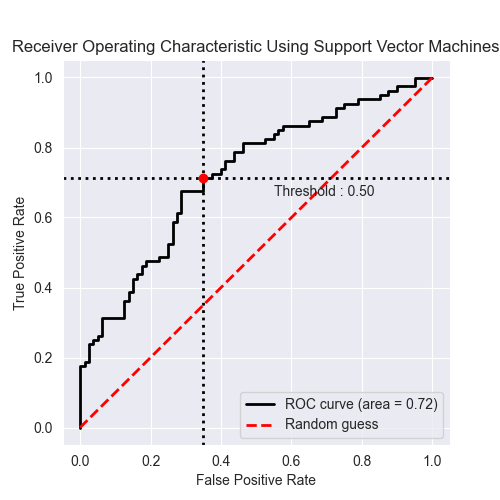 Receiver Operating Characteristic Using Support Vector Machines
True Positive Rate
1.0
0.8
0.6
0.4
0.2
0.0
Threshold : 0.50
ROC curve (area = 0.72)
Random guess
0.0 0.2 0.4 0.6 0.8 1.0
False Positive Rate